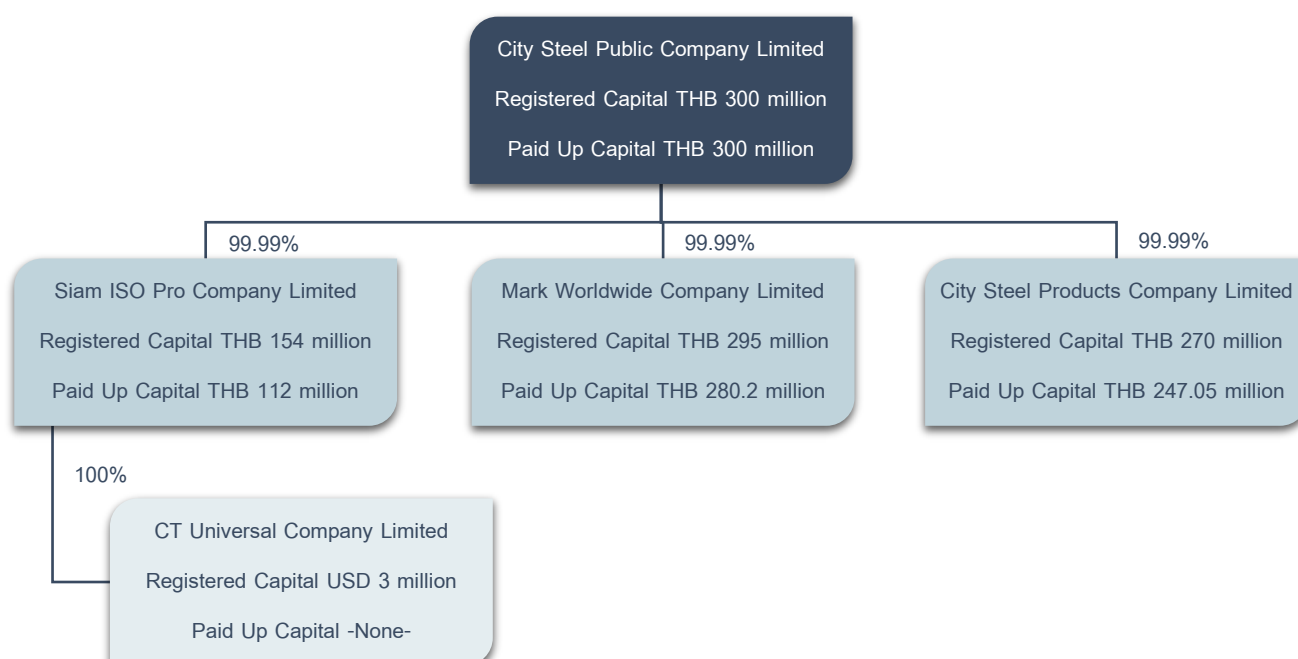 City Steel Public Company Limited
Registered Capital THB 300 million
Paid Up Capital THB 300 million
99.99%
99.99%
99.99%
Siam ISO Pro Company Limited
Registered Capital THB 154 million
Paid Up Capital THB 112 million
Mark Worldwide Company Limited
Registered Capital THB 295 million
Paid Up Capital THB 280.2 million
City Steel Products Company Limited
Registered Capital THB 270 million
Paid Up Capital THB 247.05 million
100%
CT Universal Company Limited
Registered Capital USD 3 million
Paid Up Capital -None-